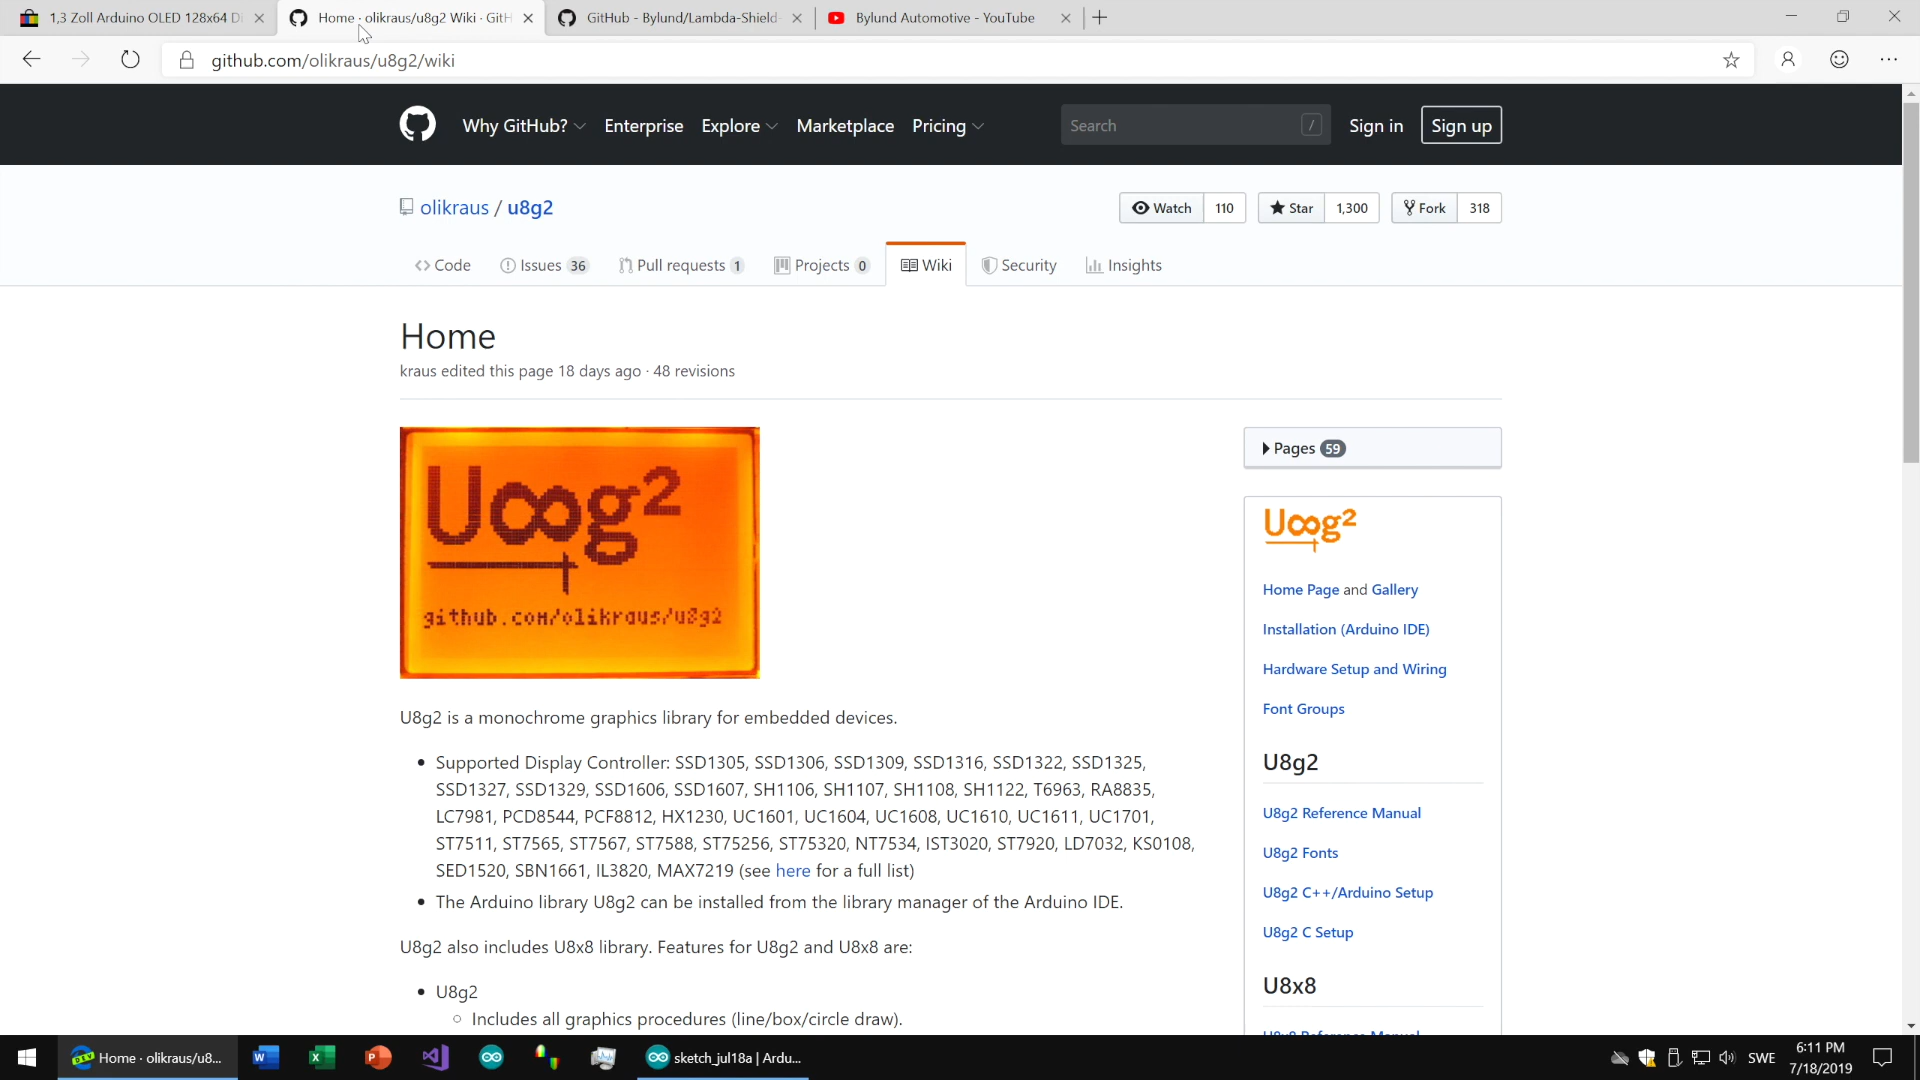 1,3 Zoll Arduino OLED 128x64 Di
Home · olikraus/u8g2 Wiki · GitH
GitHub - Bylund/Lambda-Shield-
Bylund Automotive - YouTube
github.com/olikraus/u8g2/wiki
Why GitHub? Enterprise Explore Marketplace Pricing Search / Sign in Sign up
olikraus / u8g2
Watch 110 Star 1,300 Fork 318
Code Issues 36 Pull requests 1 Projects 0 Wiki Security Insights
Home
kraus edited this page 18 days ago · 48 revisions
Pages 59
U8g2
github.com/olikraus/u8g2
U8g2
Home Page and Gallery
Installation (Arduino IDE)
Hardware Setup and Wiring
Font Groups
U8g2
U8g2 Reference Manual
U8g2 Fonts
U8g2 C++/Arduino Setup
U8g2 C Setup
U8x8
U8x8 Reference Manual
U8g2 is a monochrome graphics library for embedded devices.
• Supported Display Controller: SSD1305, SSD1306, SSD1309, SSD1316, SSD1322, SSD1325,
SSD1327, SSD1329, SSD1606, SSD1607, SH1106, SH1107, SH1108, SH1122, T6963, RA8835,
LC7981, PCD8544, PCF8812, HX1230, UC1601, UC1604, UC1608, UC1610, UC1611, UC1701,
ST7511, ST7565, ST7567, ST7588, ST75256, ST75320, NT7534, IST3020, ST7920, LD7032, KS0108,
SED1520, SBN1661, IL3820, MAX7219 (see here for a full list)
• The Arduino library U8g2 can be installed from the library manager of the Arduino IDE.
U8g2 also includes U8x8 library. Features for U8g2 and U8x8 are:
• U8g2
○ Includes all graphics procedures (line/box/circle draw).
DEV Home · olikraus/u8...
sketch_jul18a | Ardu...
SWE
6:11 PM
7/18/2019